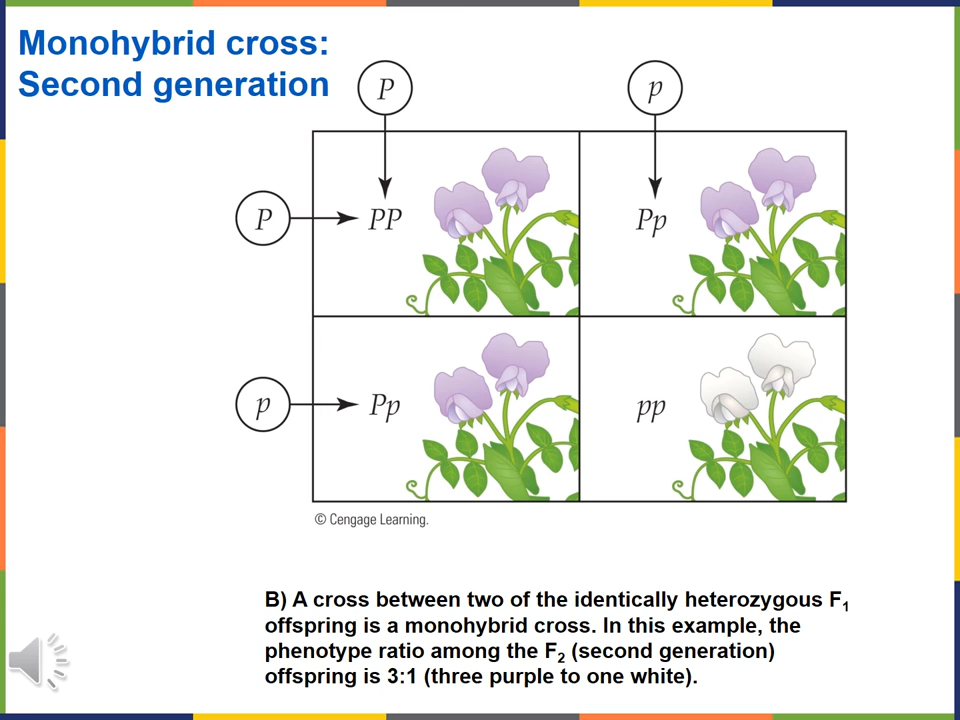 Monohybrid cross:
Second generation
P
p
P
PP
Pp
p
Pp
pp
© Cengage Learning.
B) A cross between two of the identically heterozygous F₁
offspring is a monohybrid cross. In this example, the
phenotype ratio among the F₂ (second generation)
offspring is 3:1 (three purple to one white).